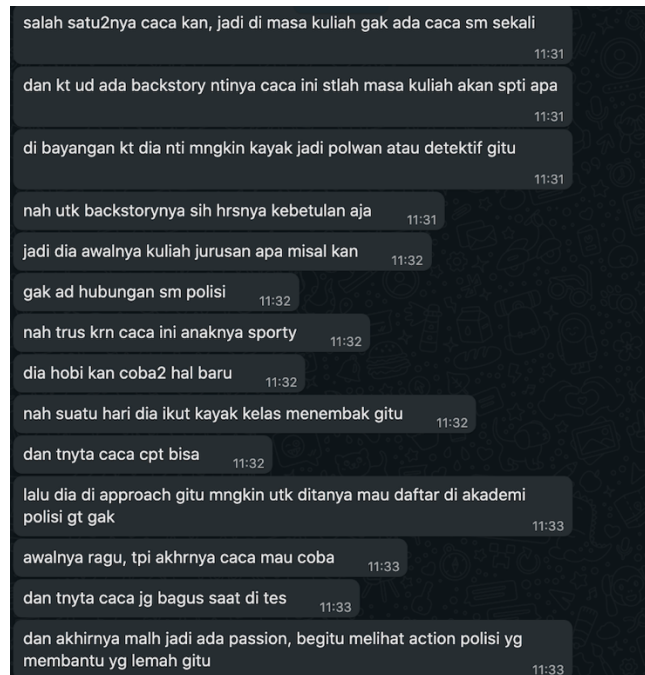 salah satu2nya caca kan, jadi di masa kuliah gak ada caca sm sekali
11:31
dan kt ud ada backstory ntinya caca ini stlah masa kuliah akan spti apa
11:31
di bayangan kt dia nti mngkin kayak jadi polwan atau detektif gitu
11:31
nah utk backstorynya sih hrsnya kebetulan aja 11:31
jadi dia awalnya kuliah jurusan apa misal kan 11:32
gak ad hubungan sm polisi 11:32
nah trus krn caca ini anaknya sporty 11:32
dia hobi kan coba2 hal baru 11:32
nah suatu hari dia ikut kayak kelas menembak gitu 11:32
dan tnyta caca cpt bisa 11:32
lalu dia di approach gitu mngkin utk ditanya mau daftar di akademi
polisi gt gak 11:33
awalnya ragu, tpi akhrnya caca mau coba 11:33
dan tnyta caca jg bagus saat di tes 11:33
dan akhirnya malh jadi ada passion, begitu melihat action polisi yg
membantu yg lemah gitu 11:33